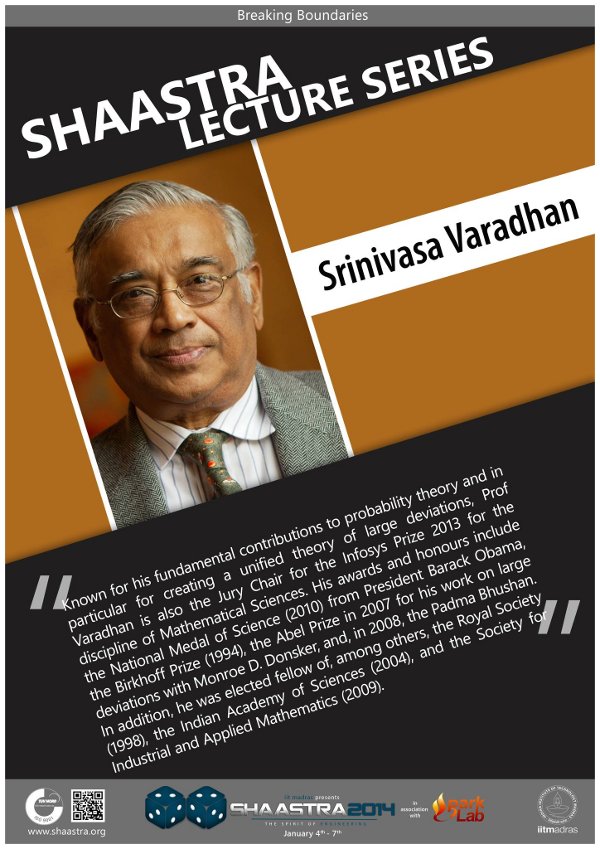 Breaking Boundaries
SHAASTRA
LECTURE SERIES
Srinivasa Varadhan
Known for his fundamental contributions to probability theory and in
particular for creating a unified theory of large deviations, Prof
Varadhan is also the Jury Chair for the Infosys Prize 2013 for the
discipline of Mathematical Sciences. His awards and honours include
the National Medal of Science (2010) from President Barack Obama,
the Birkhoff Prize (1994), the Abel Prize in 2007 for his work on large
deviations with Monroe D. Donsker, and, in 2008, the Padma Bhushan.
In addition, he was elected fellow of, among others, the Royal Society
(1998), the Indian Academy of Sciences (2004), and the Society for
Industrial and Applied Mathematics (2009).
www.shaastra.org
iit madras presents
SHAASTRA2014
THE SPIRIT OF ENGINEERING
January 4th - 7th
in
association
with
Spark
Lab
iitmadras